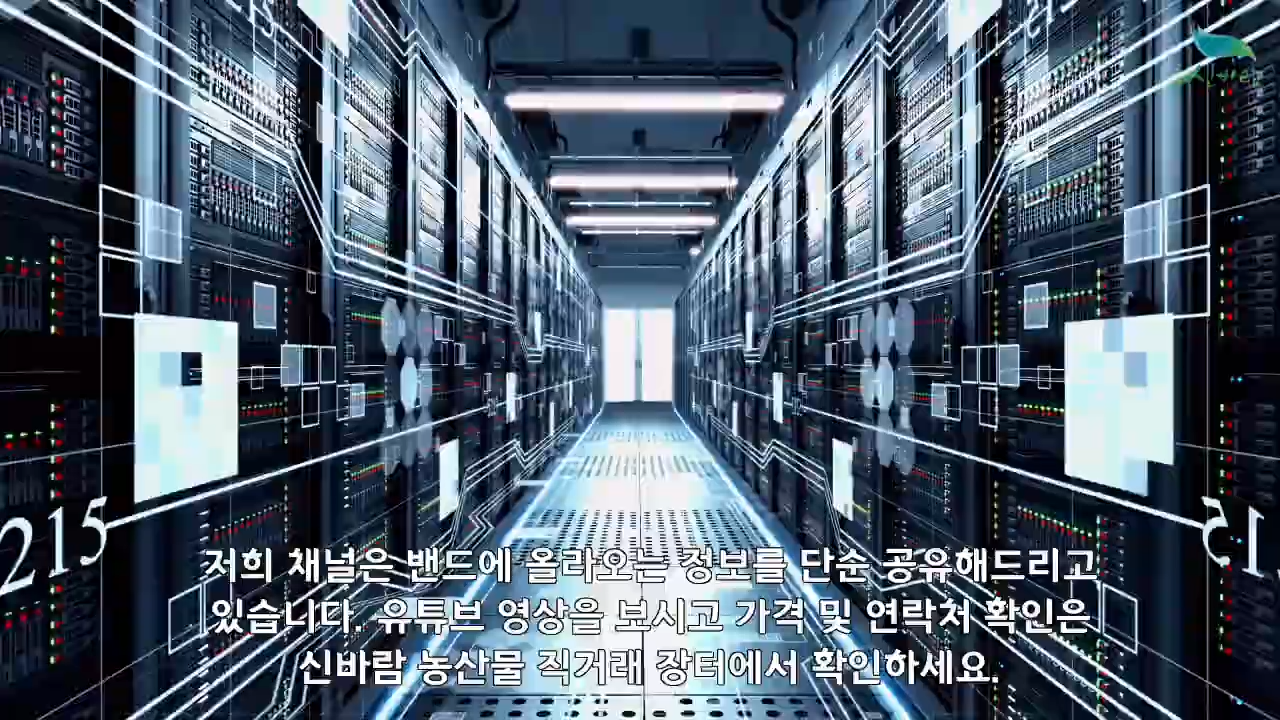 215
저희 채널은 밴드에 올라오는 정보를 단순 공유해드리고
있습니다. 유튜브 영상을 보시고 가격 및 연락처 확인은
신바람 농산물 직거래 장터에서 확인하세요.